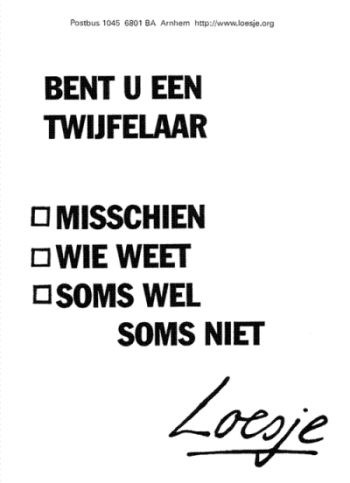 Postbus 1045 6801 BA Arnhem http://www.loesje.org
BENT U EEN
TWIJFELAAR
MISSCHIEN
WIE WEET
SOMS WEL
SOMS NIET
Loesje